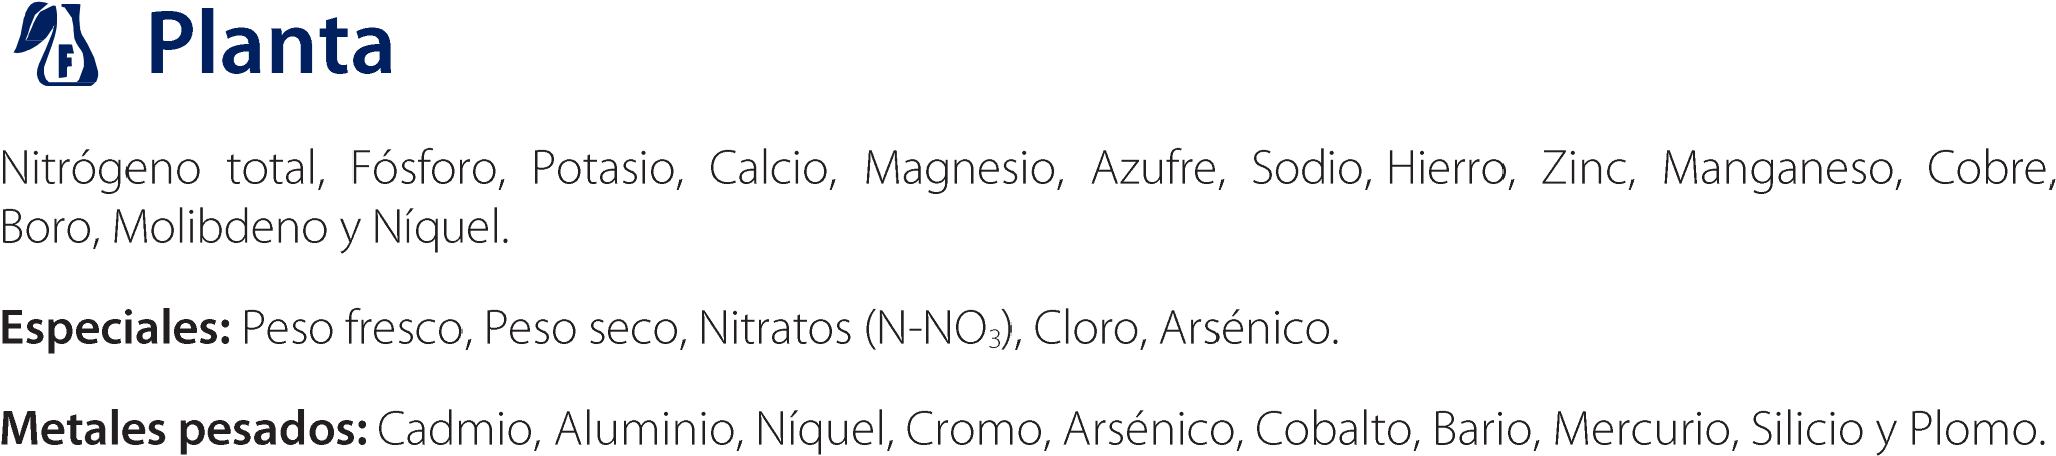 F
Planta
Nitrógeno total, Fósforo, Potasio, Calcio, Magnesio, Azufre, Sodio, Hierro, Zinc, Manganeso, Cobre,
Boro, Molibdeno y Níquel.
Especiales: Peso fresco, Peso seco, Nitratos (N-NO₃), Cloro, Arsénico.
Metales pesados: Cadmio, Aluminio, Níquel, Cromo, Arsénico, Cobalto, Bario, Mercurio, Silicio y Plomo.